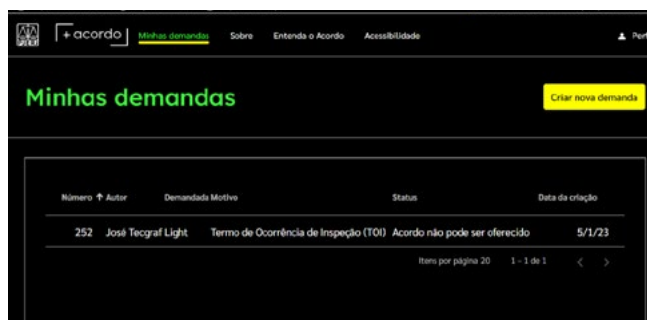 +acordo Minhas demandas Sobre Entenda o Acordo Acessibilidade Perf
Minhas demandas Criar nova demanda
Número ↑ Autor Demandada Motivo Status Data da criação
252 José Tecgraf Light Termo de Ocorrência de Inspeção (TOI) Acordo não pode ser oferecido 5/1/23
Itens por página 20 1 – 1 de 1 < >